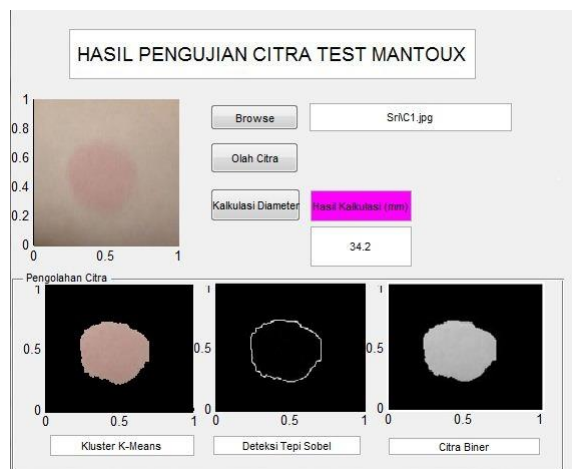 HASIL PENGUJIAN CITRA TEST MANTOUX
1
0.8
0.6
0.4
0.2
0
0
0.5
1
Browse
Sri\C1.jpg
Olah Citra
Kalkulasi Diameter
Hasil Kalkulasi (mm)
34.2
Pengolahan Citra
1
0.5
0
0
0.5
1
Kluster K-Means
1
0.5
0
0
0.5
1
Deteksi Tepi Sobel
1
0.5
0
0
0.5
1
Citra Biner